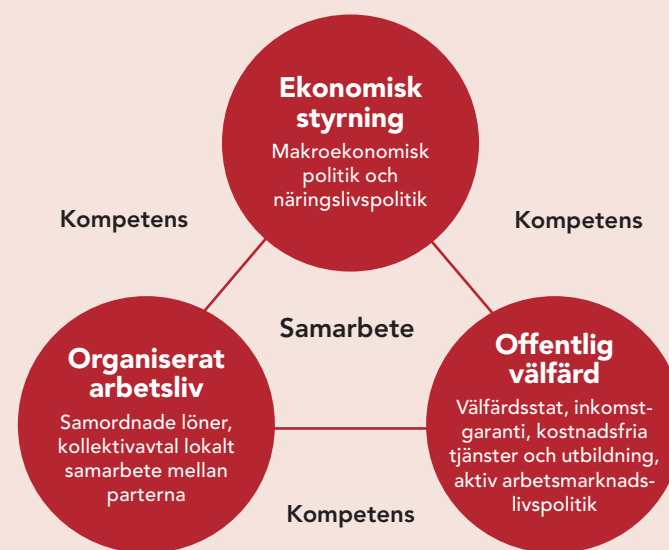 Ekonomisk
styrning
Makroekonomisk
politik och
näringslivspolitik
Kompetens
Kompetens
Samarbete
Organiserat
arbetsliv
Samordnade löner,
kollektivavtal lokalt
samarbete mellan
parterna
Offentlig
välfärd
Välfärdsstat, inkomst-
garanti, kostnadsfria
tjänster och utbildning,
aktiv arbetsmarknads-
livspolitik
Kompetens